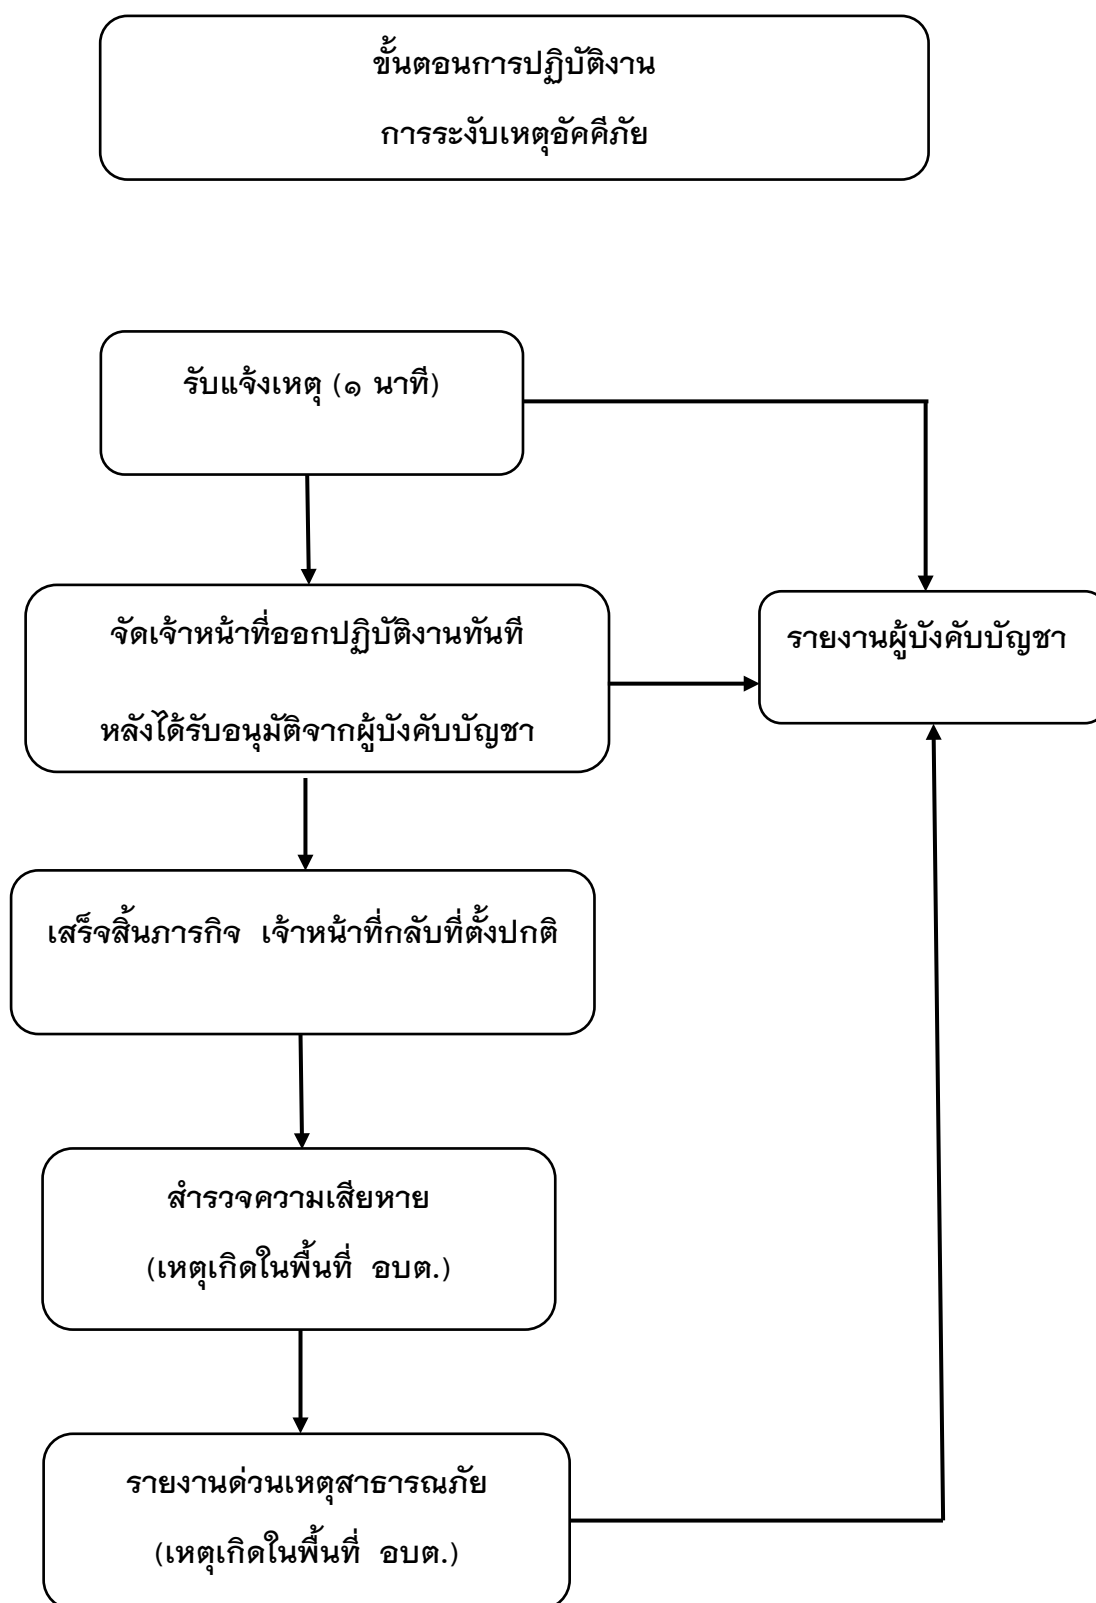 ขั้นตอนการปฏิบัติงาน
การระงับเหตุอัคคีภัย
รับแจ้งเหตุ (๑ นาที)
จัดเจ้าหน้าที่ออกปฏิบัติงานทันที
หลังได้รับอนุมัติจากผู้บังคับบัญชา
รายงานผู้บังคับบัญชา
เสร็จสิ้นภารกิจ เจ้าหน้าที่กลับที่ตั้งปกติ
สำรวจความเสียหาย
(เหตุเกิดในพื้นที่ อบต.)
รายงานด่วนเหตุสาธารณภัย
(เหตุเกิดในพื้นที่ อบต.)